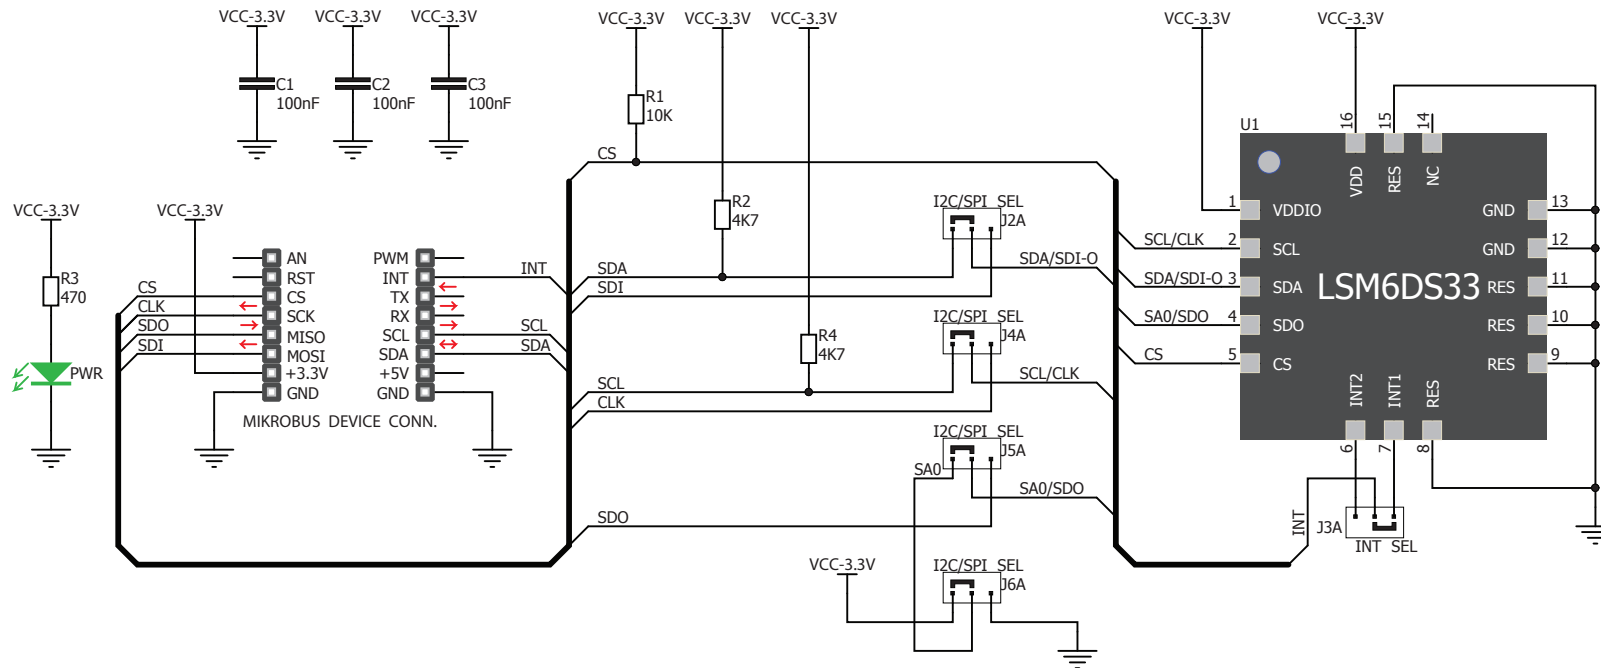 VCC-3.3V VCC-3.3V VCC-3.3V VCC-3.3V VCC-3.3V VCC-3.3V VCC-3.3V VCC-3.3V
C1 C2 C3
100nF 100nF 100nF
R1
10K
U1
16 15 14
CS
VDD RES NC
VCC-3.3V VCC-3.3V
R2
4K7
I2C/SPI SEL
J2A
1 VDDIO GND 13
SCL/CLK 2 SCL GND 12
AN PWM
INT
RST INT
SDA SDA/SDI-O
R3
470
CS CS TX
SDI
SDA/SDI-O 3 SDA LSM6DS33 RES 11
CLK SCK RX
I2C/SPI SEL
J4A
SA0/SDO 4 SDO RES 10
SDO MISO SCL SCL
R4
4K7
SDI MOSI SDA SDA
CS 5 CS RES 9
PWR
+3.3V +5V
SCL SCL/CLK
GND GND
CLK
INT2 INT1 RES
MIKROBUS DEVICE CONN.
I2C/SPI SEL
J5A
6 7 8
SA0
SA0/SDO
SDO
INT
J3A
INT SEL
VCC-3.3V
I2C/SPI SEL
J6A